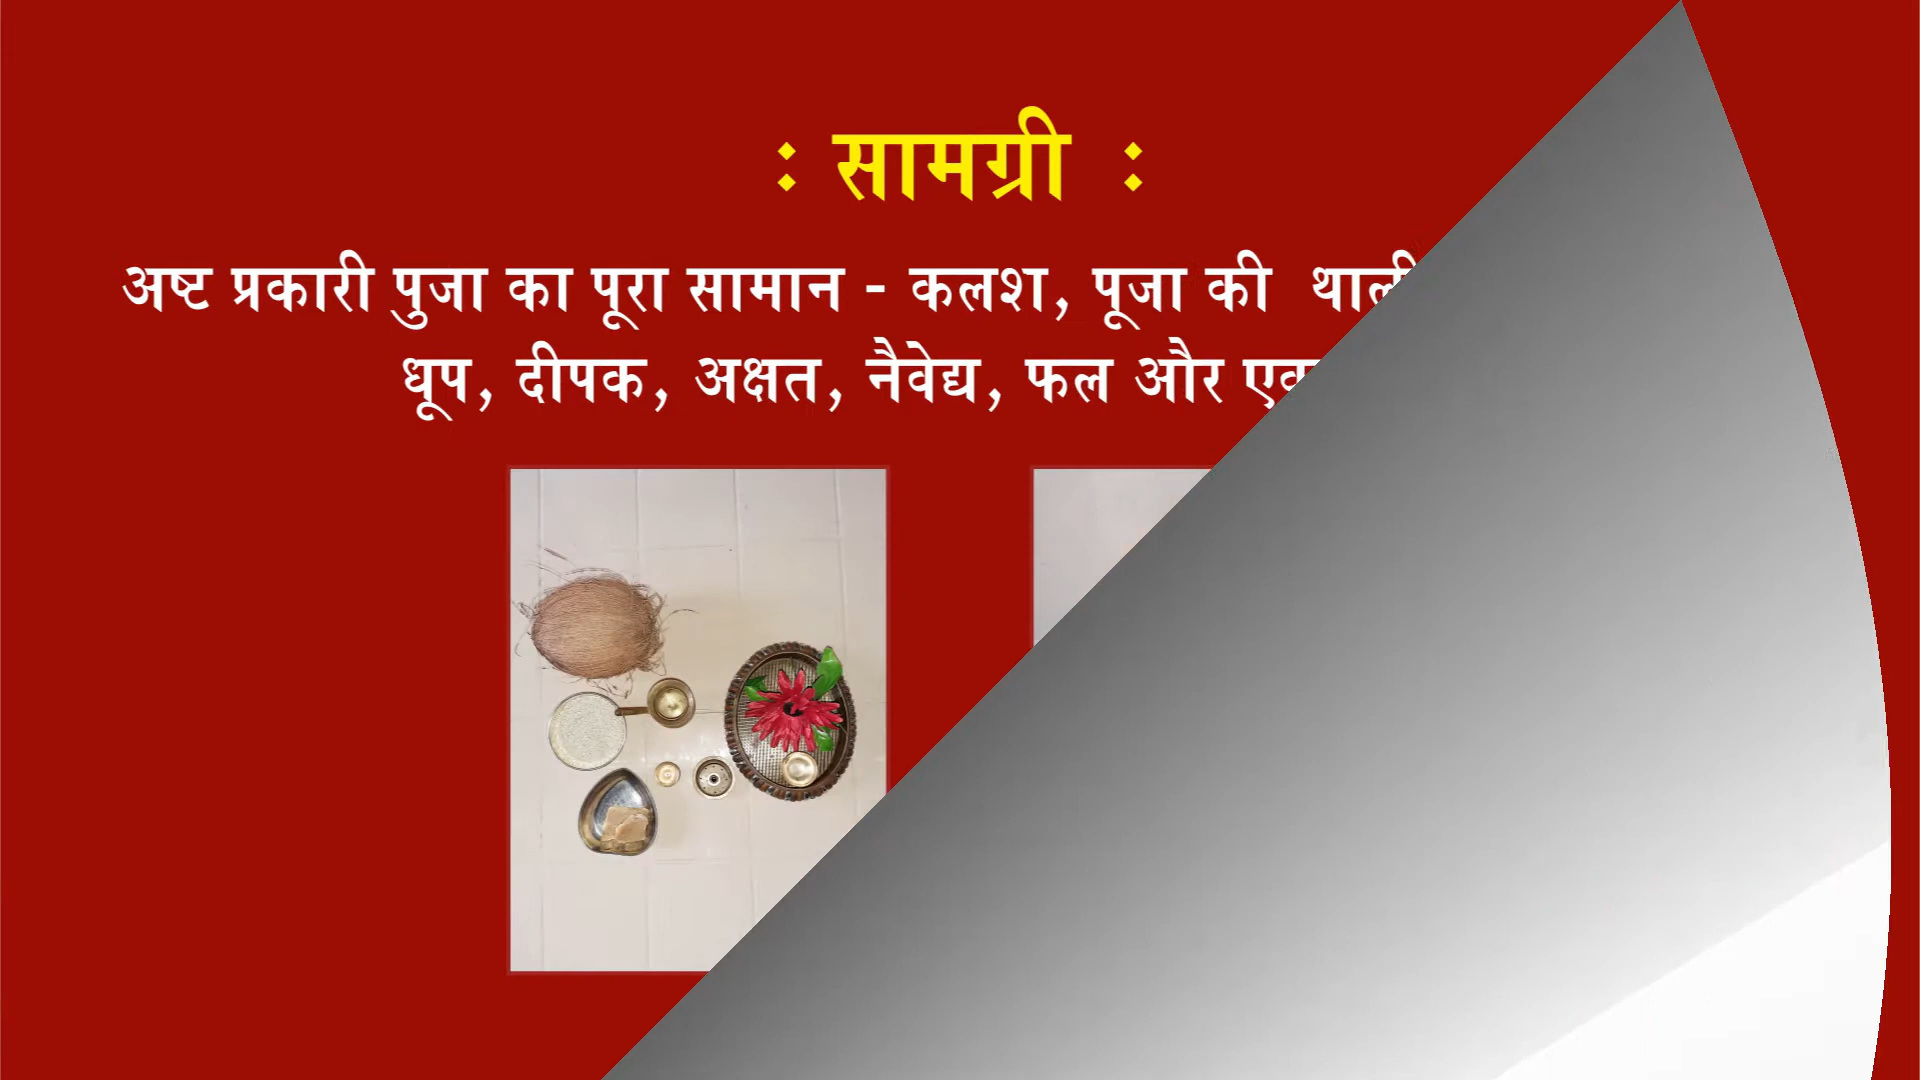 : सामग्री :
अष्ट प्रकारी पुजा का पूरा सामान - कलश, पूजा की थाली
धूप, दीपक, अक्षत, नैवेद्य, फल और